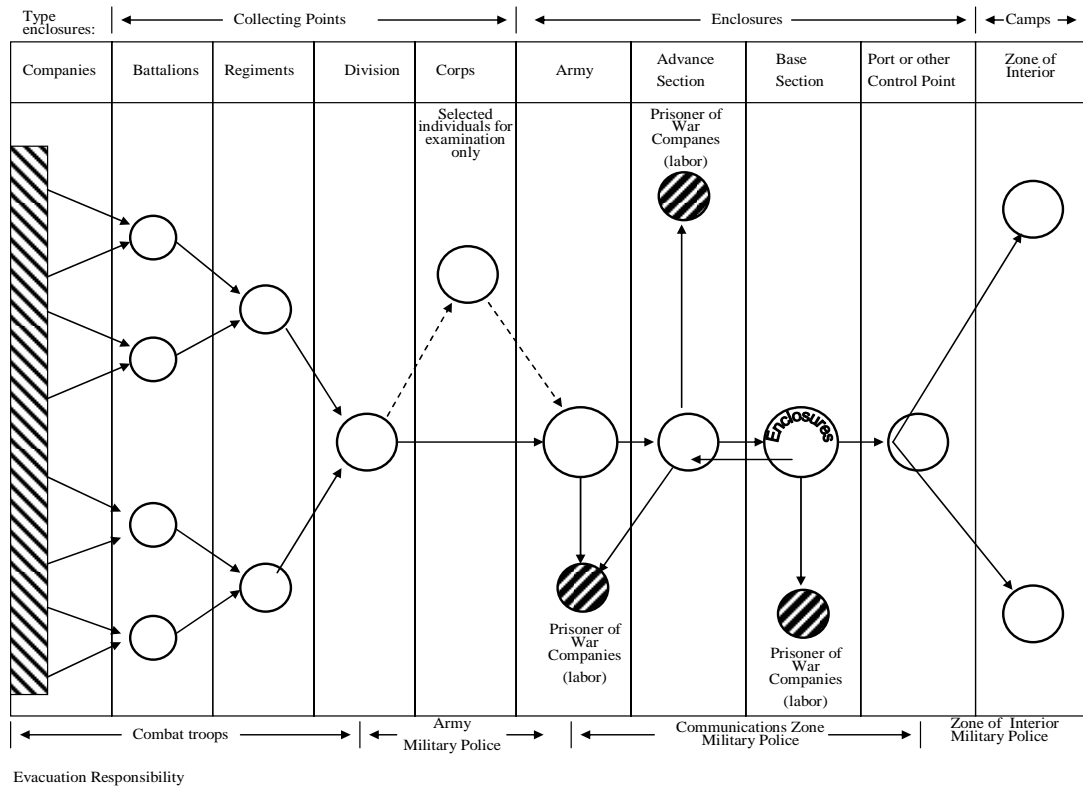 Type
enclosures:
Collecting Points
Enclosures
Camps
Companies
Battalions
Regiments
Division
Corps
Army
Advance
Section
Base
Section
Port or other
Control Point
Zone of
Interior
Selected
individuals for
examination
only
Prisoner of
War
Companes
(labor)
Enclosures
Prisoner of
War
Companies
(labor)
Prisoner of
War
Companies
(labor)
Combat troops
Army
Military Police
Communications Zone
Military Police
Zone of Interior
Military Police
Evacuation Responsibility